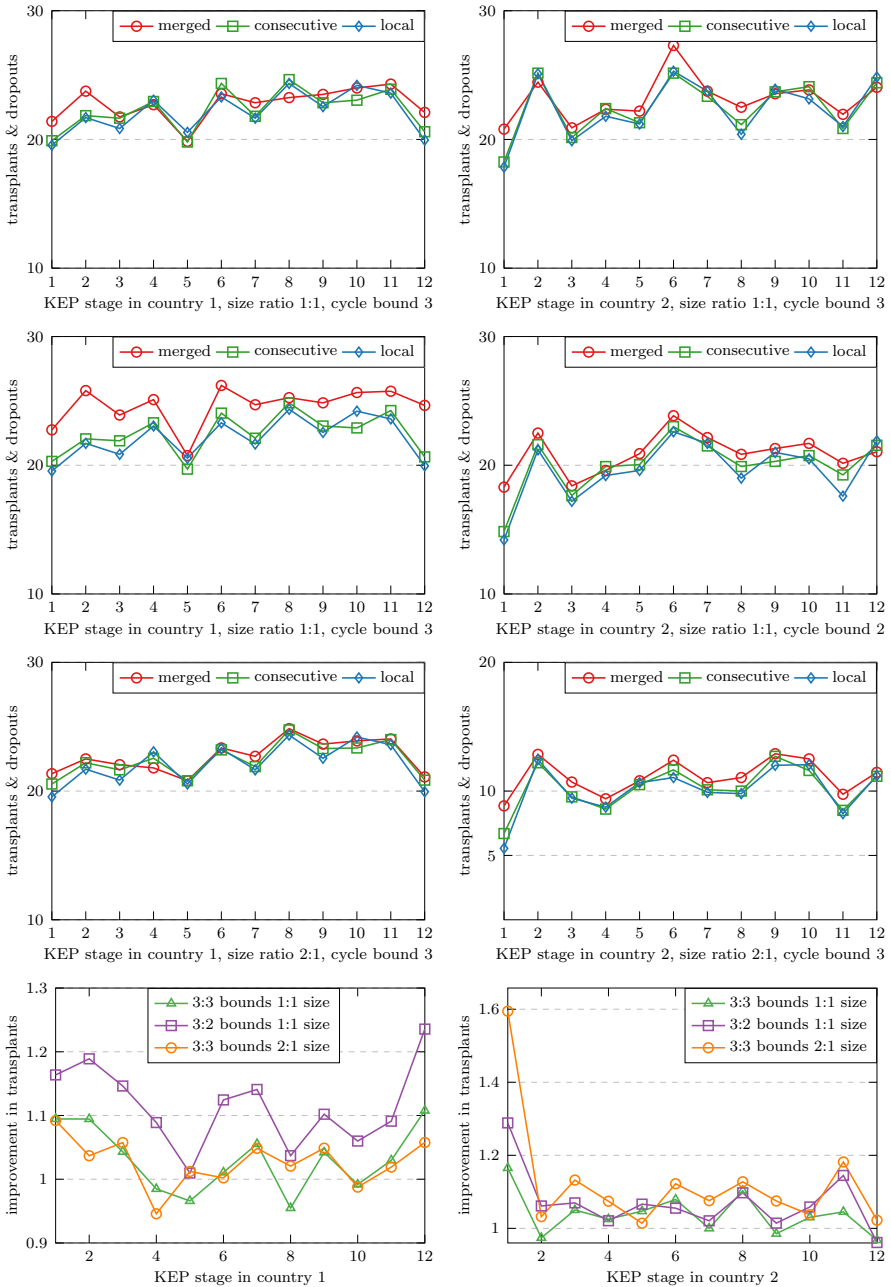 30
20
10
transplants & dropouts
merged consecutive local
1 2 3 4 5 6 7 8 9 10 11 12
KEP stage in country 1, size ratio 1:1, cycle bound 3
30
20
10
transplants & dropouts
merged consecutive local
1 2 3 4 5 6 7 8 9 10 11 12
KEP stage in country 2, size ratio 1:1, cycle bound 3
30
20
10
transplants & dropouts
merged consecutive local
1 2 3 4 5 6 7 8 9 10 11 12
KEP stage in country 1, size ratio 1:1, cycle bound 3
30
20
10
transplants & dropouts
merged consecutive local
1 2 3 4 5 6 7 8 9 10 11 12
KEP stage in country 2, size ratio 1:1, cycle bound 2
30
20
10
transplants & dropouts
merged consecutive local
1 2 3 4 5 6 7 8 9 10 11 12
KEP stage in country 1, size ratio 2:1, cycle bound 3
20
10
5
transplants & dropouts
merged consecutive local
1 2 3 4 5 6 7 8 9 10 11 12
KEP stage in country 2, size ratio 2:1, cycle bound 3
1.3
1.2
1.1
1
0.9
improvement in transplants
3:3 bounds 1:1 size
3:2 bounds 1:1 size
3:3 bounds 2:1 size
2 4 6 8 10 12
KEP stage in country 1
1.6
1.4
1.2
1
improvement in transplants
3:3 bounds 1:1 size
3:2 bounds 1:1 size
3:3 bounds 2:1 size
2 4 6 8 10 12
KEP stage in country 2